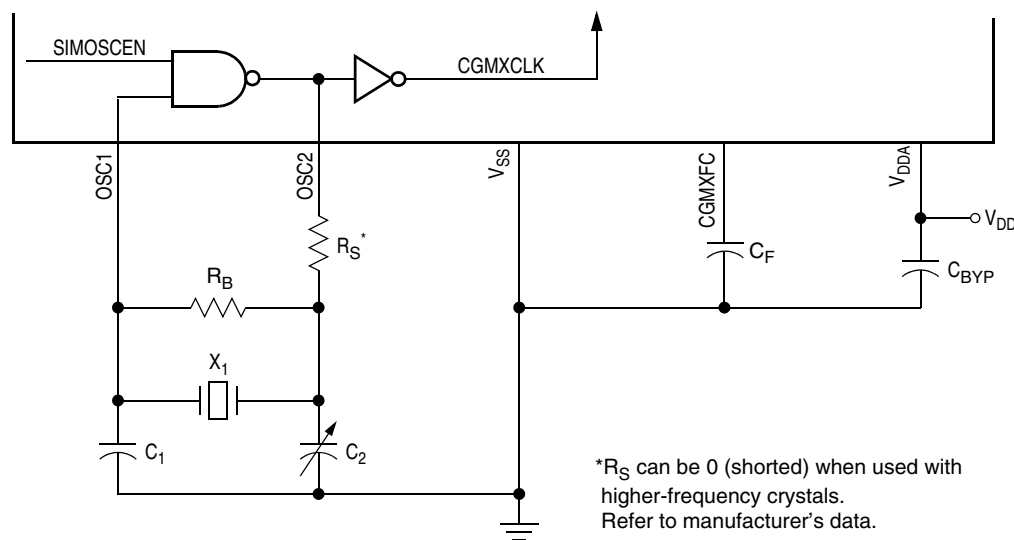 SIMOSCEN
CGMXCLK
OSC1
OSC2
VSS
CGMXFC
VDDA
VDD
RS*
CF
CBYP
RB
X1
C1
C2
*RS can be 0 (shorted) when used with
higher-frequency crystals.
Refer to manufacturer's data.